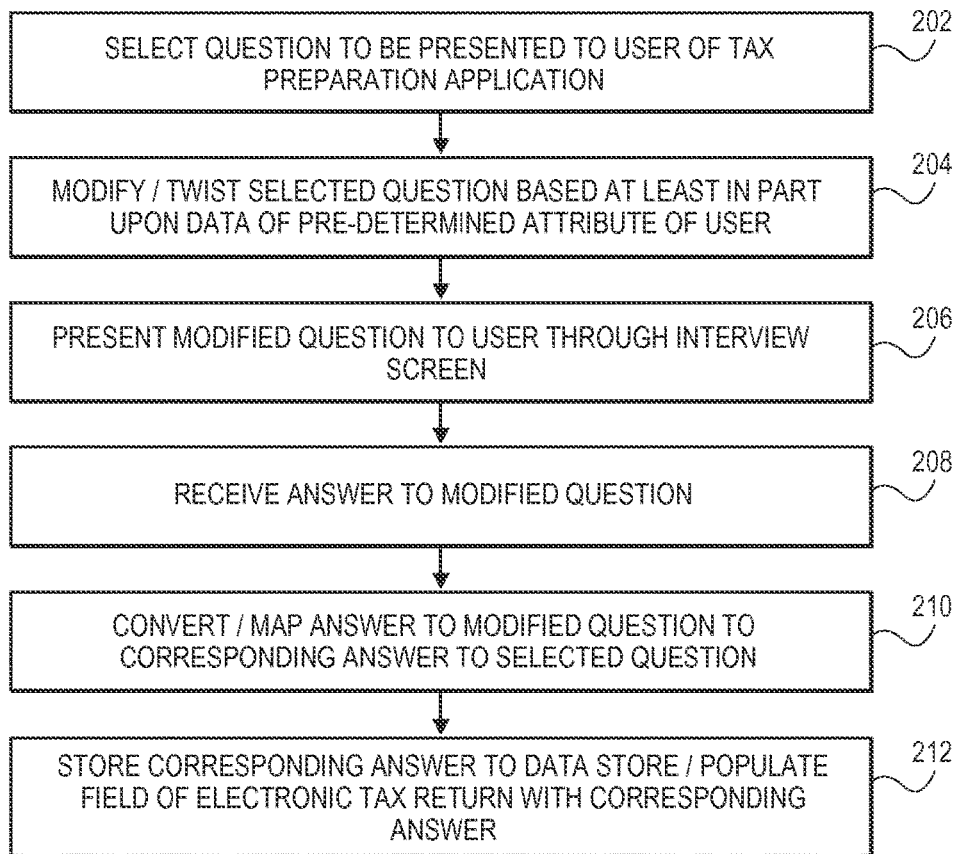 202
SELECT QUESTION TO BE PRESENTED TO USER OF TAX
PREPARATION APPLICATION
204
MODIFY / TWIST SELECTED QUESTION BASED AT LEAST IN PART
UPON DATA OF PRE-DETERMINED ATTRIBUTE OF USER
206
PRESENT MODIFIED QUESTION TO USER THROUGH INTERVIEW
SCREEN
208
RECEIVE ANSWER TO MODIFIED QUESTION
210
CONVERT / MAP ANSWER TO MODIFIED QUESTION TO
CORRESPONDING ANSWER TO SELECTED QUESTION
212
STORE CORRESPONDING ANSWER TO DATA STORE / POPULATE
FIELD OF ELECTRONIC TAX RETURN WITH CORRESPONDING
ANSWER